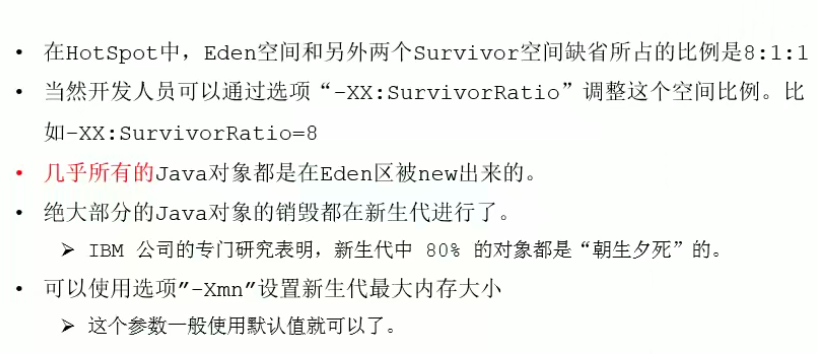 • 在HotSpot中，Eden空间和另外两个Survivor空间缺省所占的比例是8:1:1
• 当然开发人员可以通过选项“-XX:SurvivorRatio”调整这个空间比例。比
如-XX:SurvivorRatio=8
• 几乎所有的Java对象都是在Eden区被new出来的。
• 绝大部分的Java对象的销毁都在新生代进行了。
➢ IBM 公司的专门研究表明，新生代中 80% 的对象都是“朝生夕死”的。
• 可以使用选项"-Xmn"设置新生代最大内存大小
➢ 这个参数一般使用默认值就可以了。